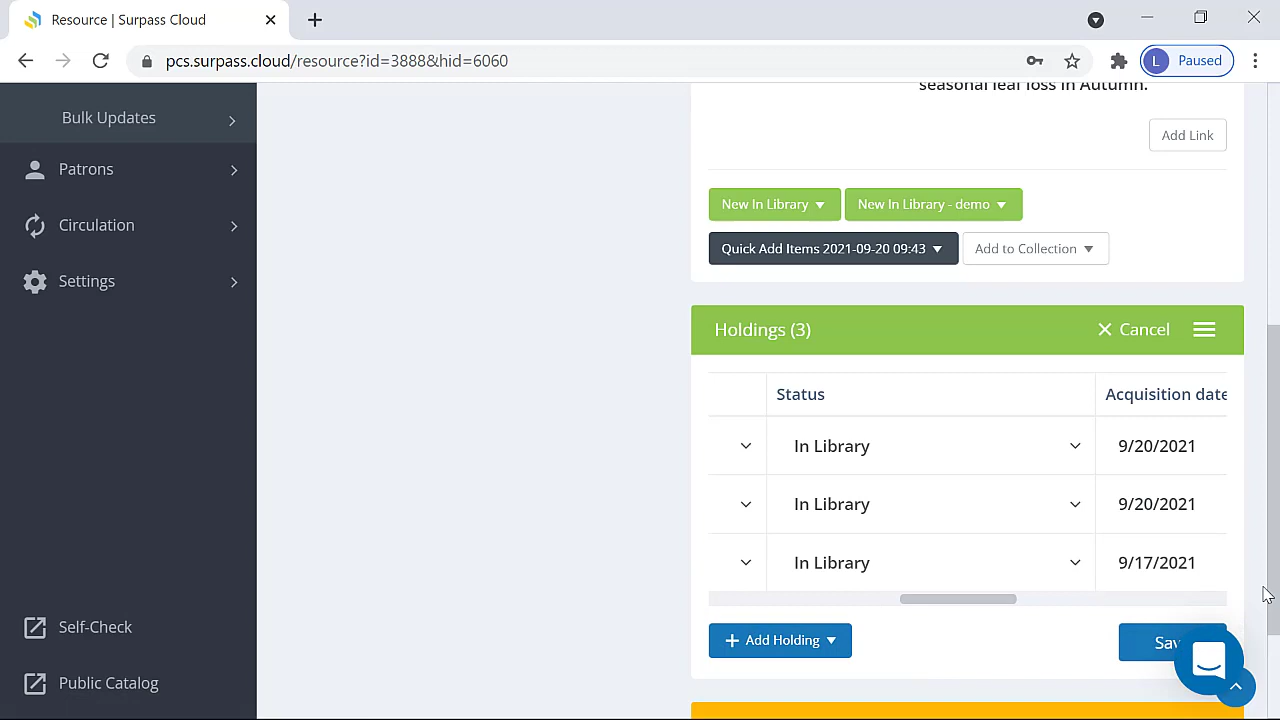 Resource | Surpass Cloud
pcs.surpass.cloud/resource?id=3888&hid=6060
L Paused
seasonal leaf loss in Autumn.
Bulk Updates
Add Link
Patrons
New In Library New In Library - demo
Circulation
Quick Add Items 2021-09-20 09:43 Add to Collection
Settings
Holdings (3) Cancel
Status Acquisition date
In Library 9/20/2021
In Library 9/20/2021
In Library 9/17/2021
Self-Check
Add Holding Sav
Public Catalog